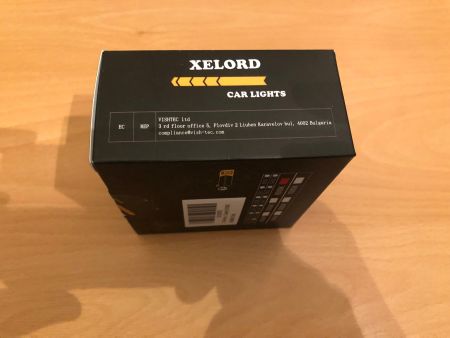 XELORD
CAR LIGHTS
EC REP
VISHTEC ltd
3 rd floor office 5, Plovdiv 2 Liuben Karavelov bul, 4002 Bulgaria
compliance@vish-tec.com